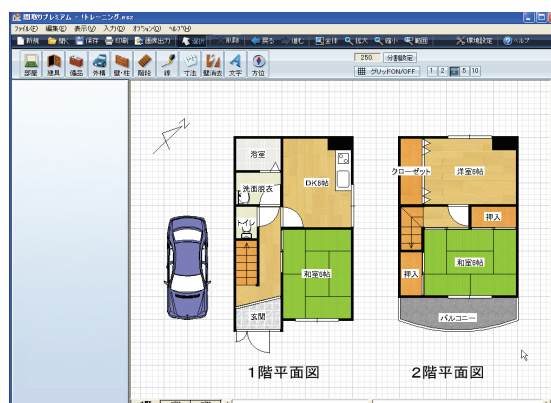 間取りプレミアム - !トレーニング.esz
ファイル(F) 編集(E) 表示(V) 入力(D) オプション(O) ヘルプ(H)
新規 開く 保存 印刷 画像出力 選択 削除 戻る 進む 全体 拡大 縮小 範囲 環境設定 ヘルプ
部屋 建具 備品 外構 壁・柱 階段 線 寸法 壁消去 文字 方位
250 分割設定
グリッドON/OFF 1 2 5 10
浴室
洗面脱衣
トイレ
DK8帖
和室6帖
玄関
1階平面図
クローゼット
洋室6帖
押入
和室6帖
押入
バルコニー
2階平面図